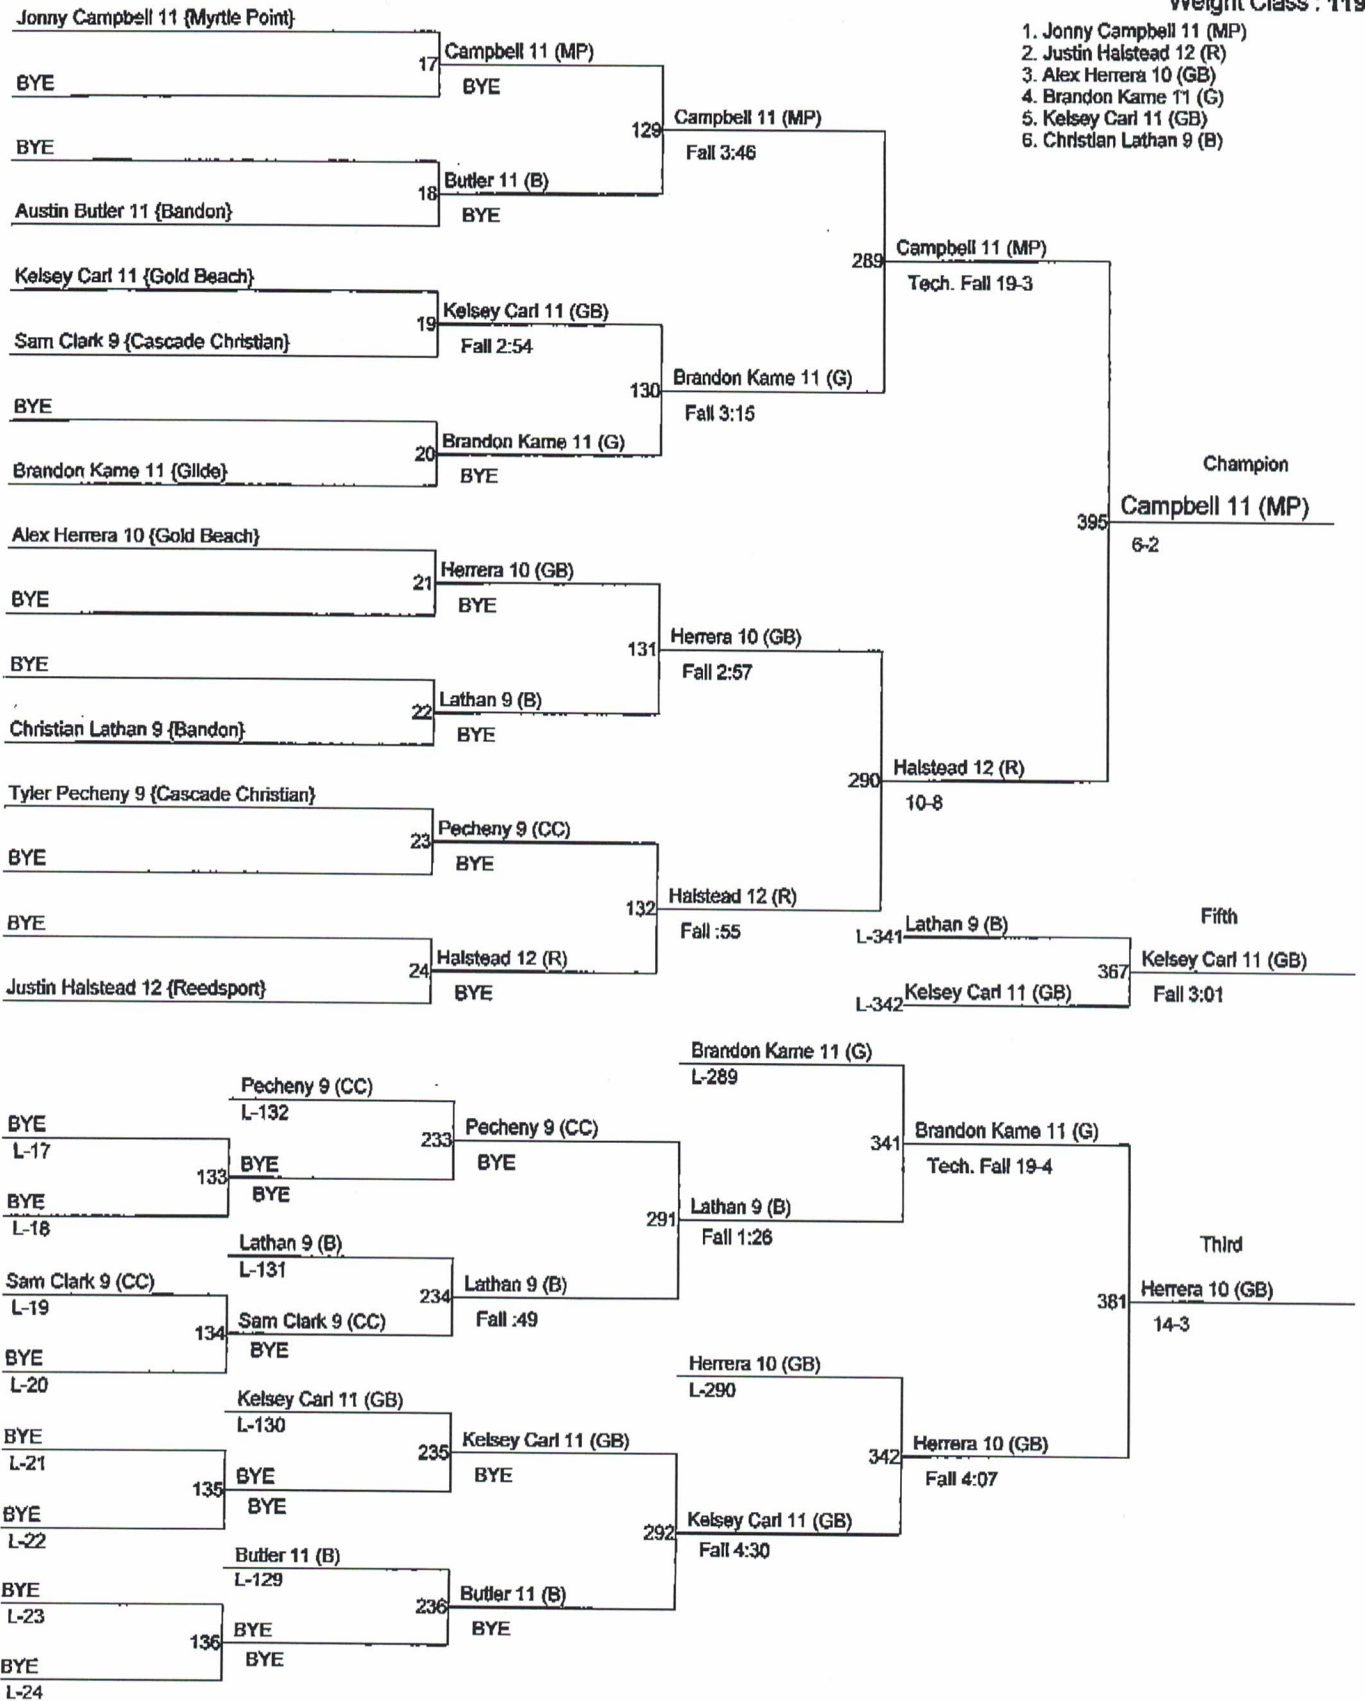 Weight Class : 119
1. Jonny Campbell 11 (MP)
2. Justin Halstead 12 (R)
3. Alex Herrera 10 (GB)
4. Brandon Kame 11 (G)
5. Kelsey Carl 11 (GB)
6. Christian Lathan 9 (B)
Jonny Campbell 11 {Myrtle Point}
17
Campbell 11 (MP)
BYE
BYE
129
Campbell 11 (MP)
Fall 3:46
BYE
18
Butler 11 (B)
BYE
Austin Butler 11 {Bandon}
289
Campbell 11 (MP)
Tech. Fall 19-3
Kelsey Carl 11 {Gold Beach}
19
Kelsey Carl 11 (GB)
Fall 2:54
Sam Clark 9 {Cascade Christian}
130
Brandon Kame 11 (G)
Fall 3:15
BYE
20
Brandon Kame 11 (G)
BYE
Brandon Kame 11 {Glide}
Champion
395
Campbell 11 (MP)
6-2
Alex Herrera 10 {Gold Beach}
21
Herrera 10 (GB)
BYE
BYE
131
Herrera 10 (GB)
Fall 2:57
BYE
22
Lathan 9 (B)
BYE
Christian Lathan 9 {Bandon}
290
Halstead 12 (R)
10-8
Tyler Pecheny 9 {Cascade Christian}
23
Pecheny 9 (CC)
BYE
BYE
132
Halstead 12 (R)
Fall :55
BYE
24
Halstead 12 (R)
BYE
Justin Halstead 12 {Reedsport}
Fifth
L-341
Lathan 9 (B)
367
Kelsey Carl 11 (GB)
Fall 3:01
L-342
Kelsey Carl 11 (GB)
Brandon Kame 11 (G)
L-289
Pecheny 9 (CC)
L-132
BYE
L-17
233
Pecheny 9 (CC)
BYE
341
Brandon Kame 11 (G)
Tech. Fall 19-4
133
BYE
BYE
BYE
L-18
291
Lathan 9 (B)
Fall 1:26
Lathan 9 (B)
L-131
Third
Sam Clark 9 (CC)
L-19
234
Lathan 9 (B)
Fall :49
381
Herrera 10 (GB)
14-3
134
Sam Clark 9 (CC)
BYE
BYE
L-20
Herrera 10 (GB)
L-290
Kelsey Carl 11 (GB)
L-130
BYE
L-21
235
Kelsey Carl 11 (GB)
BYE
342
Herrera 10 (GB)
Fall 4:07
135
BYE
BYE
BYE
L-22
292
Kelsey Carl 11 (GB)
Fall 4:30
Butler 11 (B)
L-129
BYE
L-23
236
Butler 11 (B)
BYE
136
BYE
BYE
BYE
L-24